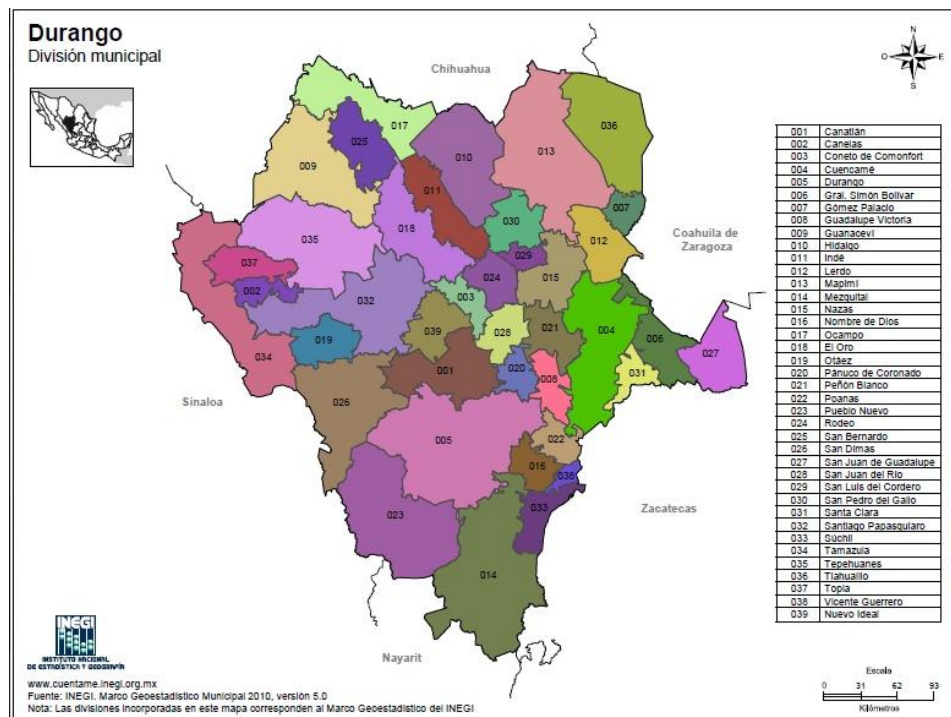 Durango
División municipal
N
O
E
S
Chihuahua
Coahuila de
Zaragoza
Sinaloa
Zacatecas
Nayarit
017
025
009
010
013
036
011
030
007
035
018
012
037
029
002
024
015
032
003
004
039
028
021
006
019
027
034
001
020
008
031
026
005
022
016
038
023
033
014
001 Canatlán
002 Canelas
003 Coneto de Comonfort
004 Cuencamé
005 Durango
006 Gral. Simón Bolívar
007 Gómez Palacio
008 Guadalupe Victoria
009 Guanaceví
010 Hidalgo
011 Indé
012 Lerdo
013 Mapimí
014 Mezquital
015 Nazas
016 Nombre de Dios
017 Ocampo
018 El Oro
019 Otáez
020 Pánuco de Coronado
021 Peñón Blanco
022 Poanas
023 Pueblo Nuevo
024 Rodeo
025 San Bernardo
026 San Dimas
027 San Juan de Guadalupe
028 San Juan del Río
029 San Luis del Cordero
030 San Pedro del Gallo
031 Santa Clara
032 Santiago Papasquiaro
033 Súchil
034 Tamazula
035 Tepehuanes
036 Tlahualilo
037 Topia
038 Vicente Guerrero
039 Nuevo Ideal
INEGI
INSTITUTO NACIONAL
DE ESTADÍSTICA Y GEOGRAFÍA
www.cuentame.inegi.org.mx
Fuente: INEGI. Marco Geoestadístico Municipal 2010, versión 5.0
Nota: Las divisiones incorporadas en este mapa corresponden al Marco Geoestadístico del INEGI
Escala
0 31 62 93
Kilómetros